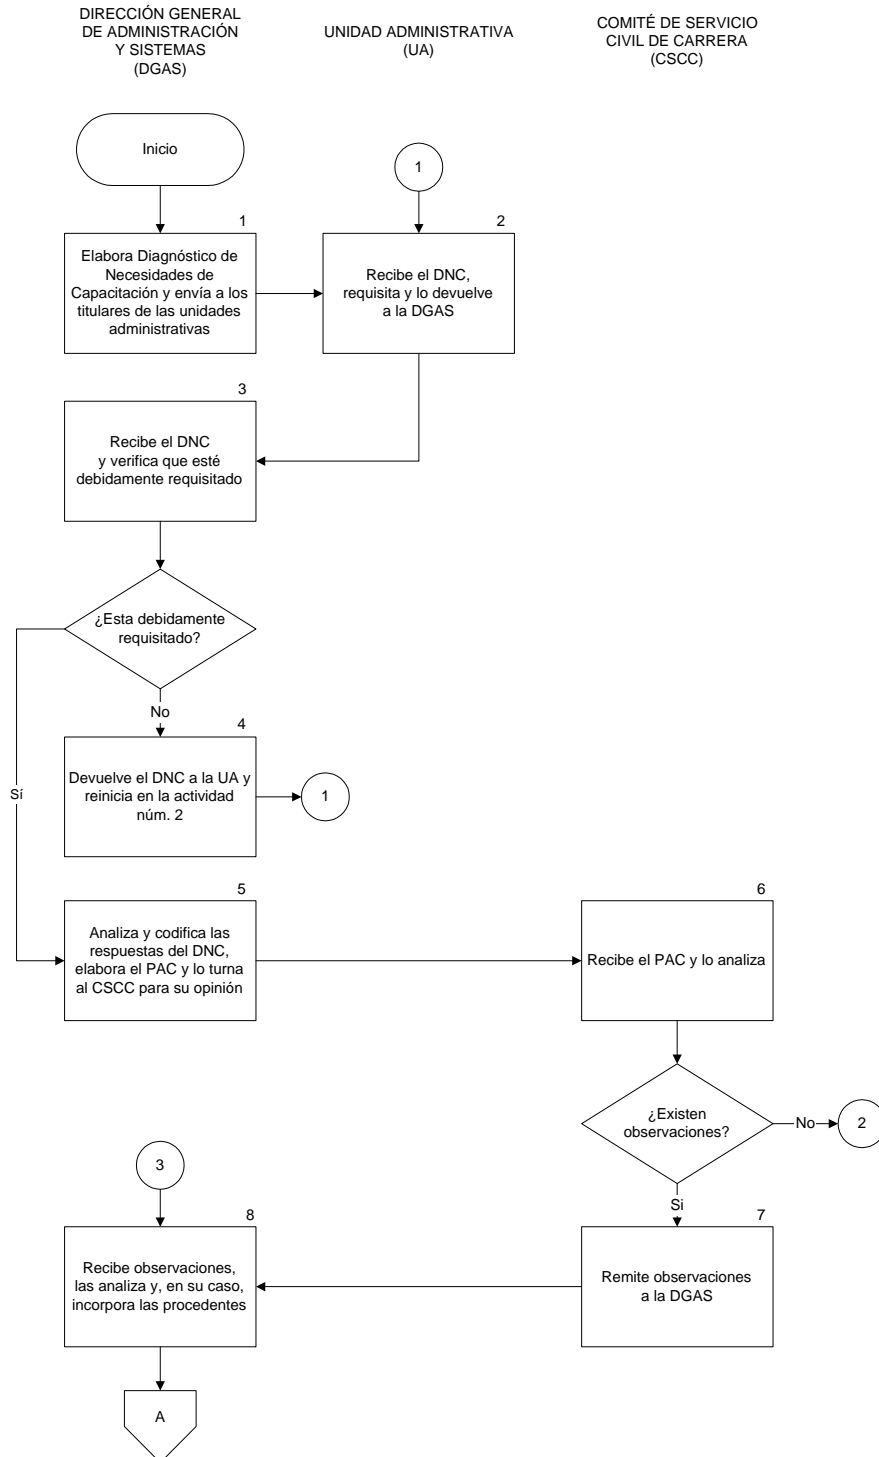 DIRECCIÓN GENERAL
DE ADMINISTRACIÓN
Y SISTEMAS
(DGAS)
UNIDAD ADMINISTRATIVA
(UA)
COMITÉ DE SERVICIO
CIVIL DE CARRERA
(CSCC)
Inicio
1
1
Elabora Diagnóstico de
Necesidades de
Capacitación y envía a los
titulares de las unidades
administrativas
2
Recibe el DNC,
requisita y lo devuelve
a la DGAS
3
Recibe el DNC
y verifica que esté
debidamente requisitado
¿Esta debidamente
requisitado?
No
Sí
4
Devuelve el DNC a la UA y
reinicia en la actividad
núm. 2
1
5
Analiza y codifica las
respuestas del DNC,
elabora el PAC y lo turna
al CSCC para su opinión
6
Recibe el PAC y lo analiza
¿Existen
observaciones?
No
2
Si
7
Remite observaciones
a la DGAS
3
8
Recibe observaciones,
las analiza y, en su caso,
incorpora las procedentes
A